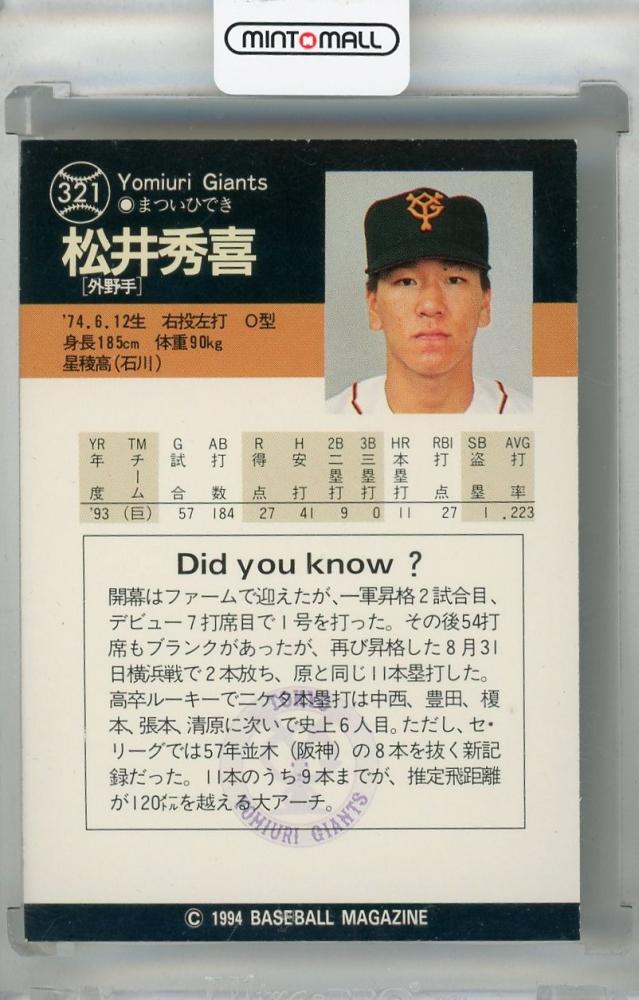 MINT MALL
321
Yomiuri Giants
●まついひでき
松井秀喜
[外野手]
'74.6.12生 右投左打 O型
身長185cm 体重90kg
星稜高(石川)
YR TM G AB R H 2B 3B HR RBI SB AVG
年度 チーム 試合 打数 得点 安打 二塁打 三塁打 本塁打 打点 盗塁 打率
'93 (巨) 57 184 27 41 9 0 11 27 1 .223
Did you know ?
開幕はファームで迎えたが、一軍昇格2試合目、
デビュー7打席目で1号を打った。その後54打
席もブランクがあったが、再び昇格した8月31
日横浜戦で2本放ち、原と同じ11本塁打した。
高卒ルーキーで二ケタ本塁打は中西、豊田、榎
本、張本、清原に次いで史上6人目。ただし、セ・
リーグでは57年並木(阪神)の8本を抜く新記
録だった。11本のうち9本までが、推定飛距離
が120㍍を越える大アーチ。
TOKYO
YOMIURI GIANTS
© 1994 BASEBALL MAGAZINE